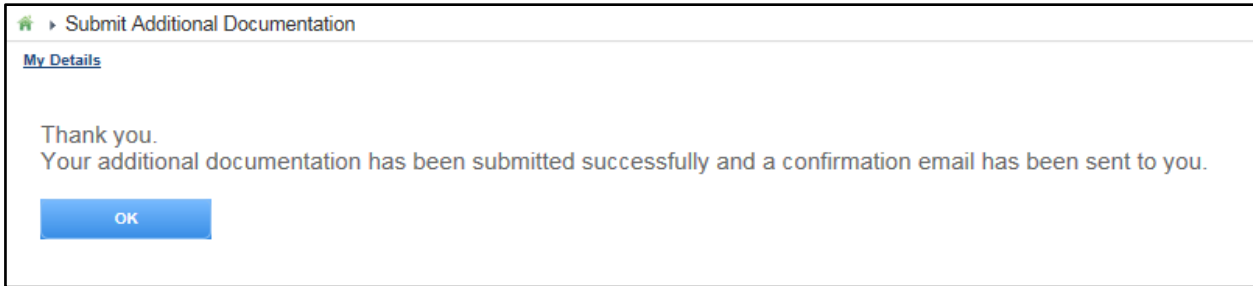 Submit Additional Documentation
My Details
Thank you.
Your additional documentation has been submitted successfully and a confirmation email has been sent to you.
OK